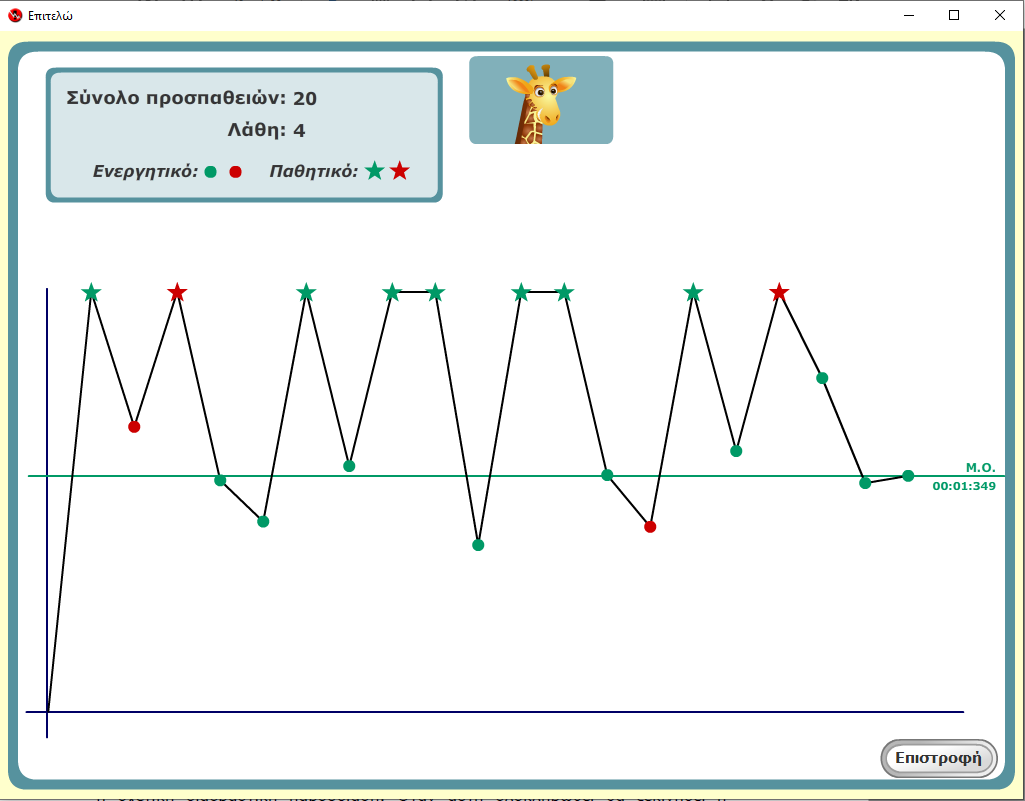 Επιτελώ
Σύνολο προσπαθειών: 20
Λάθη: 4
Ενεργητικό: Παθητικό:
Μ.Ο.
00:01:349
Επιστροφή